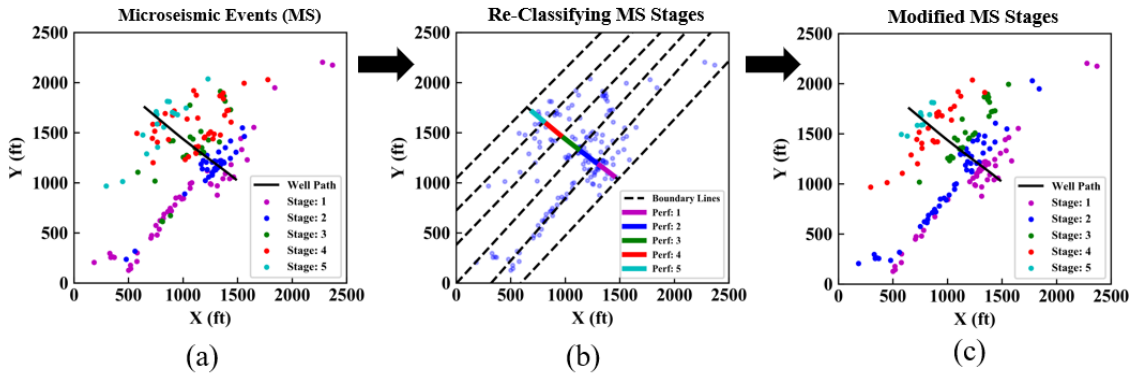 Microseismic Events (MS)
2500
2000
1500
1000
500
0
Y (ft)
Well Path
Stage: 1
Stage: 2
Stage: 3
Stage: 4
Stage: 5
0 500 1000 1500 2000 2500
X (ft)
(a)
Re-Classifying MS Stages
2500
2000
1500
1000
500
0
Y (ft)
Boundary Lines
Perf: 1
Perf: 2
Perf: 3
Perf: 4
Perf: 5
0 500 1000 1500 2000 2500
X (ft)
(b)
Modified MS Stages
2500
2000
1500
1000
500
0
Y (ft)
Well Path
Stage: 1
Stage: 2
Stage: 3
Stage: 4
Stage: 5
0 500 1000 1500 2000 2500
X (ft)
(c)